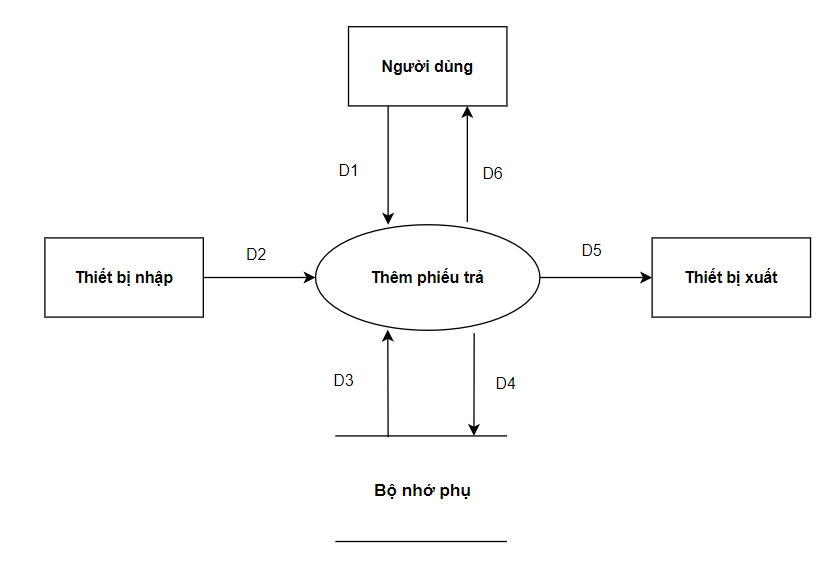 Người dùng
D1
D6
Thiết bị nhập
D2
Thêm phiếu trả
D5
Thiết bị xuất
D3
D4
Bộ nhớ phụ